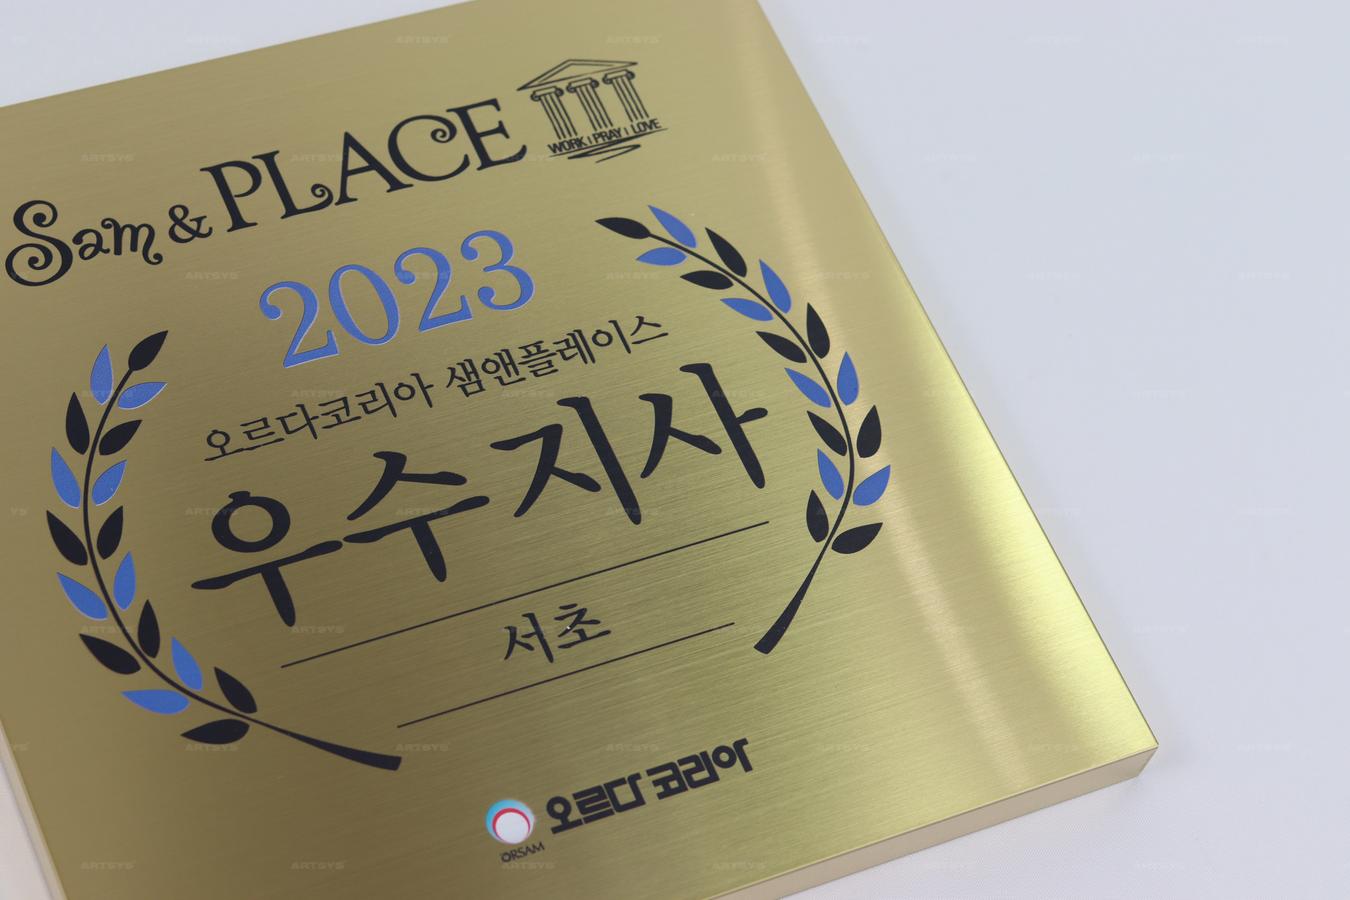 Sam & PLACE
WORK | PRAY | LOVE
2023
오르다코리아 샘앤플레이스
우수지사
서초
오르다 코리아
ORSAM
ARTSYS